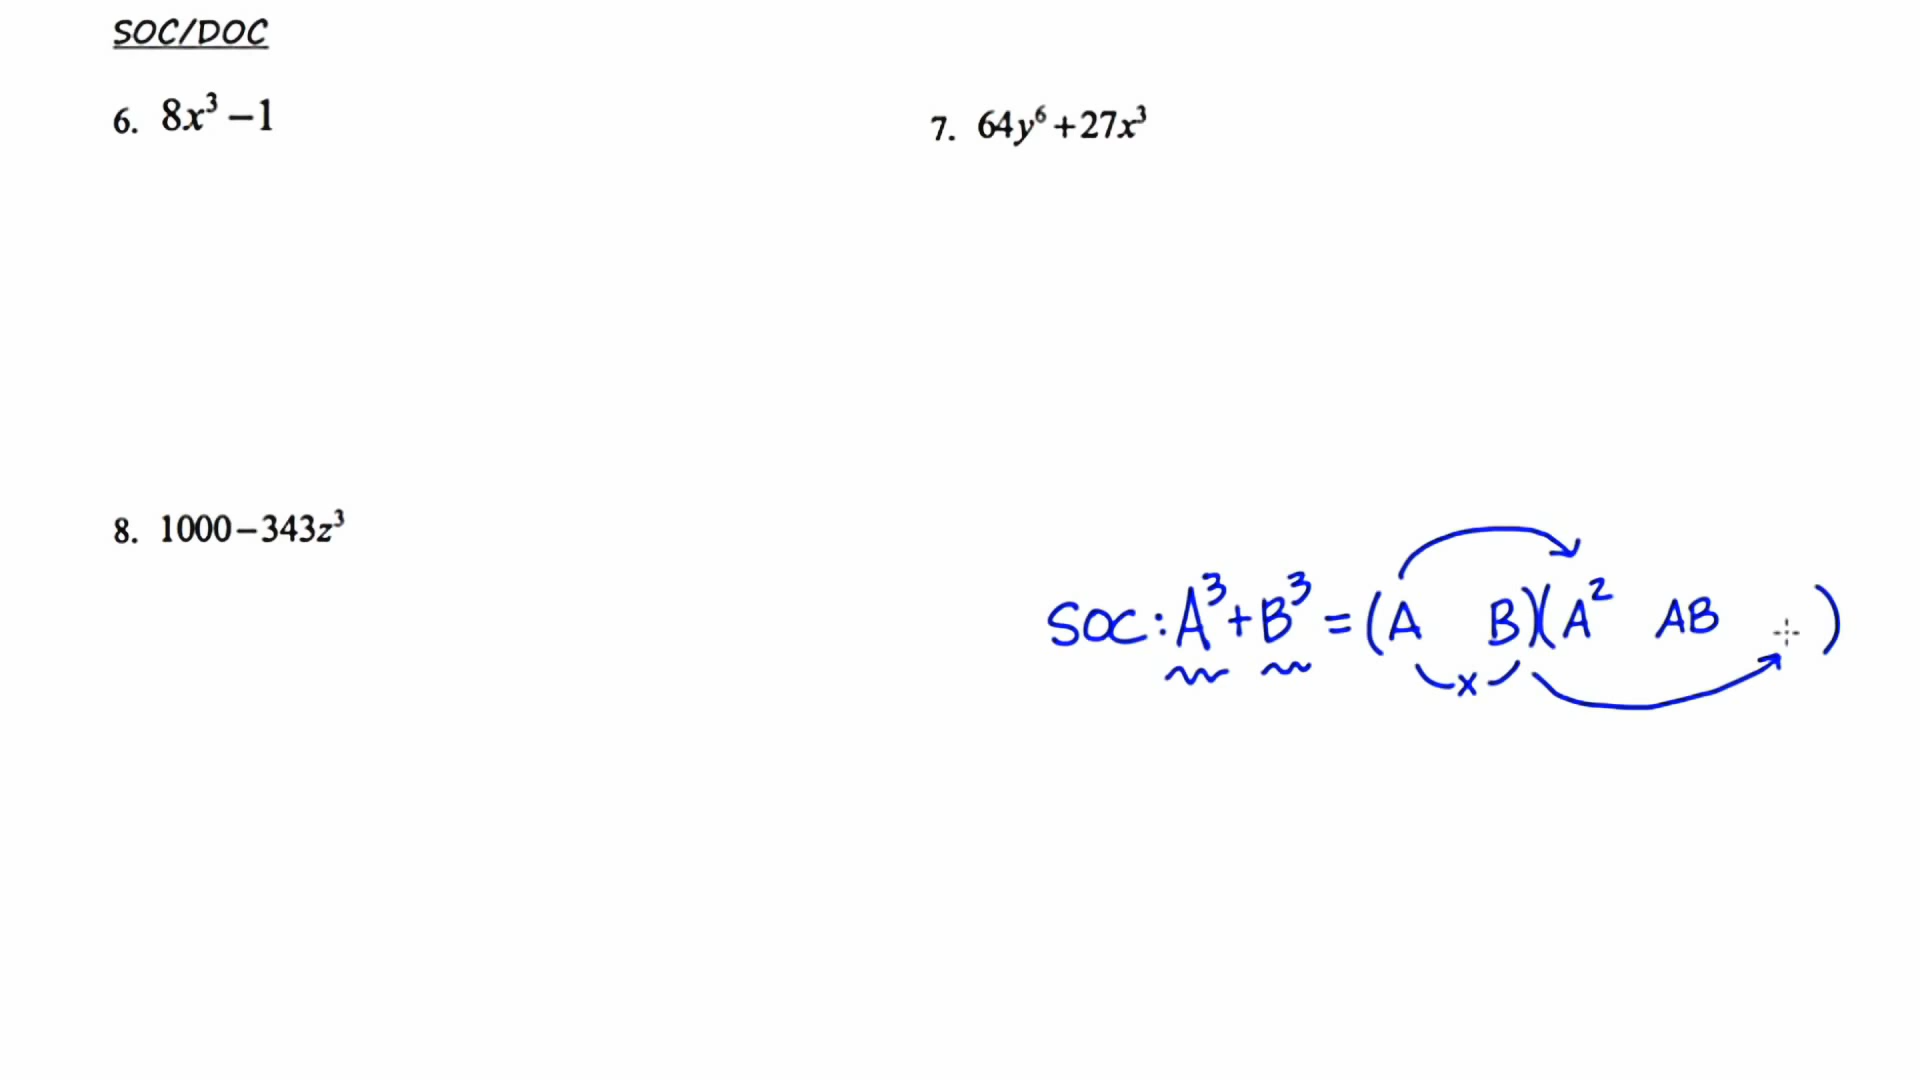 SOC/DOC
6. 8x³ – 1
7. 64y⁶ + 27x³
8. 1000 – 343z³
SOC: A³ + B³ = (A B)(A² AB )
x